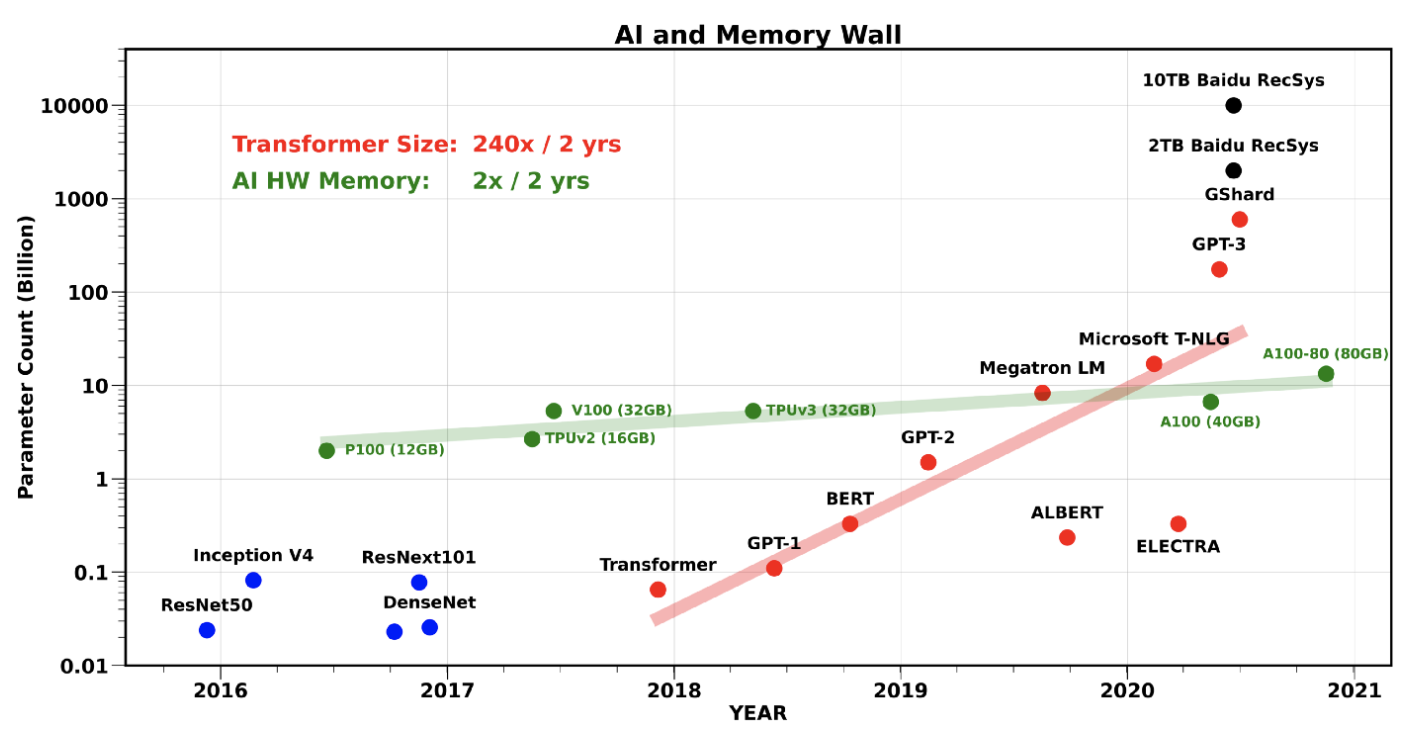 AI and Memory Wall
10TB Baidu RecSys
10000
Transformer Size: 240x / 2 yrs
2TB Baidu RecSys
AI HW Memory: 2x / 2 yrs
1000
GShard
GPT-3
100
Microsoft T-NLG
A100-80 (80GB)
Megatron LM
10
V100 (32GB)
TPUv3 (32GB)
A100 (40GB)
GPT-2
TPUv2 (16GB)
P100 (12GB)
1
BERT
ALBERT
GPT-1
ELECTRA
Inception V4
ResNext101
Transformer
0.1
ResNet50
DenseNet
0.01
2016
2017
2018
2019
2020
2021
YEAR
Parameter Count (Billion)